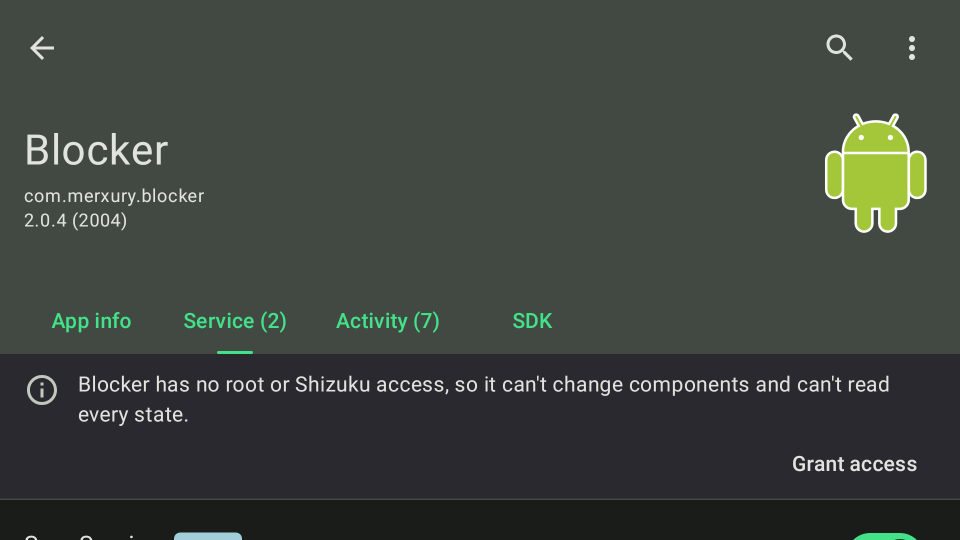 Blocker
com.merxury.blocker
2.0.4 (2004)
App info
Service (2)
Activity (7)
SDK
Blocker has no root or Shizuku access, so it can't change components and can't read
every state.
Grant access